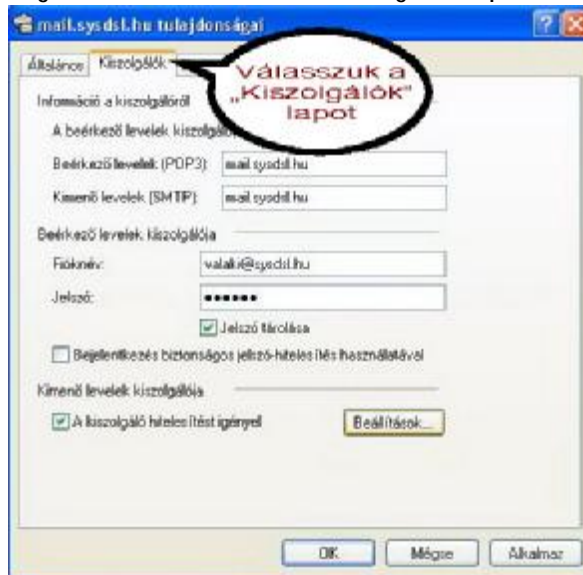 mail.sysdsl.hu tulajdonságai
Általános Kiszolgálók
Válasszuk a
„Kiszolgálók”
lapot
Információ a kiszolgálóról
A beérkező levelek
Beérkező levelek (POP3): mail.sysdsl.hu
Kimenő levelek (SMTP): mail.sysdsl.hu
Beérkező levelek kiszolgálója
Fióknév: valaki@sysdsl.hu
Jelszó: ●●●●●●
Jelszó tárolása
Bejelentkezés biztonságos jelszó-hitelesítés használatával
Kimenő levelek kiszolgálója
A kiszolgáló hitelesítést igényel Beállítások...
OK Mégse Alkalmaz